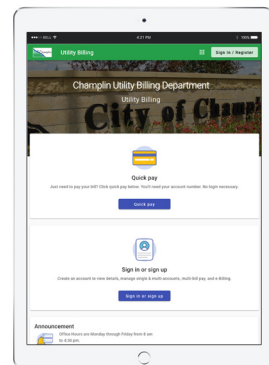 BELL 4:21 PM 100%
Utility Billing
Sign In / Register
Champlin Utility Billing Department
Utility Billing
City of Champ
Quick pay
Just need to pay your bill? Click quick pay below. You'll need your account number. No login necessary.
Quick pay
Sign in or sign up
Create an account to view details, manage single & multi-accounts, multi-bill pay, and e-Billing.
Sign in or sign up
Announcement
Office Hours are Monday through Friday from 8 am
to 4:30 pm.